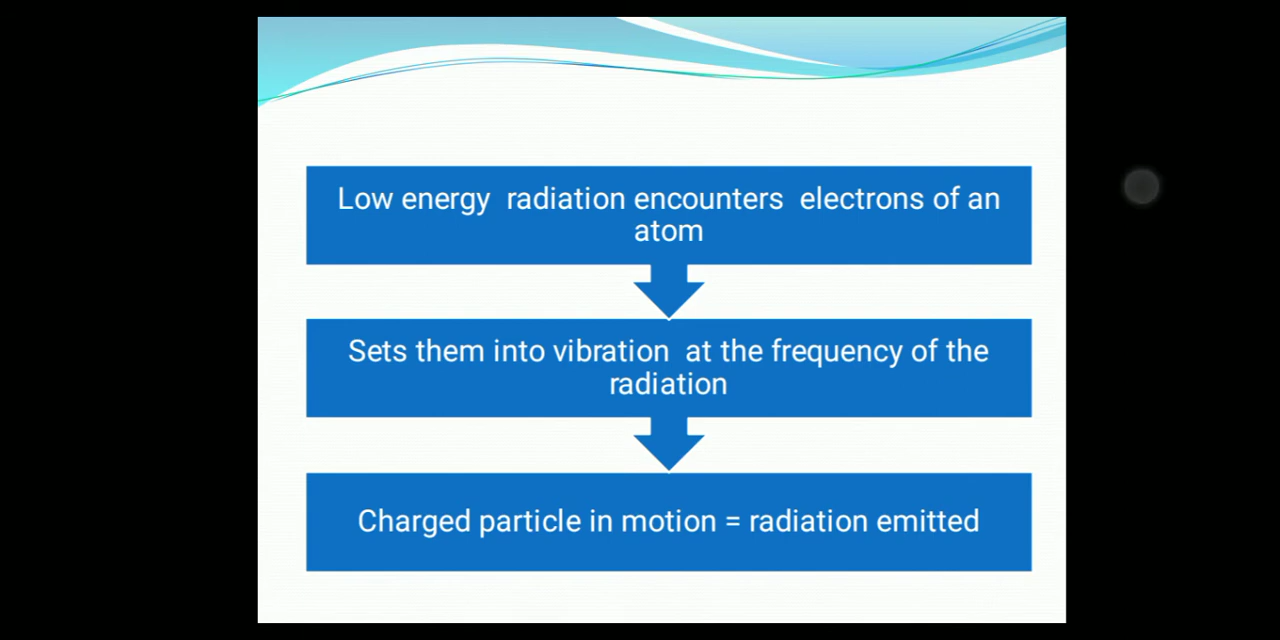 Low energy radiation encounters electrons of an
atom
Sets them into vibration at the frequency of the
radiation
Charged particle in motion = radiation emitted